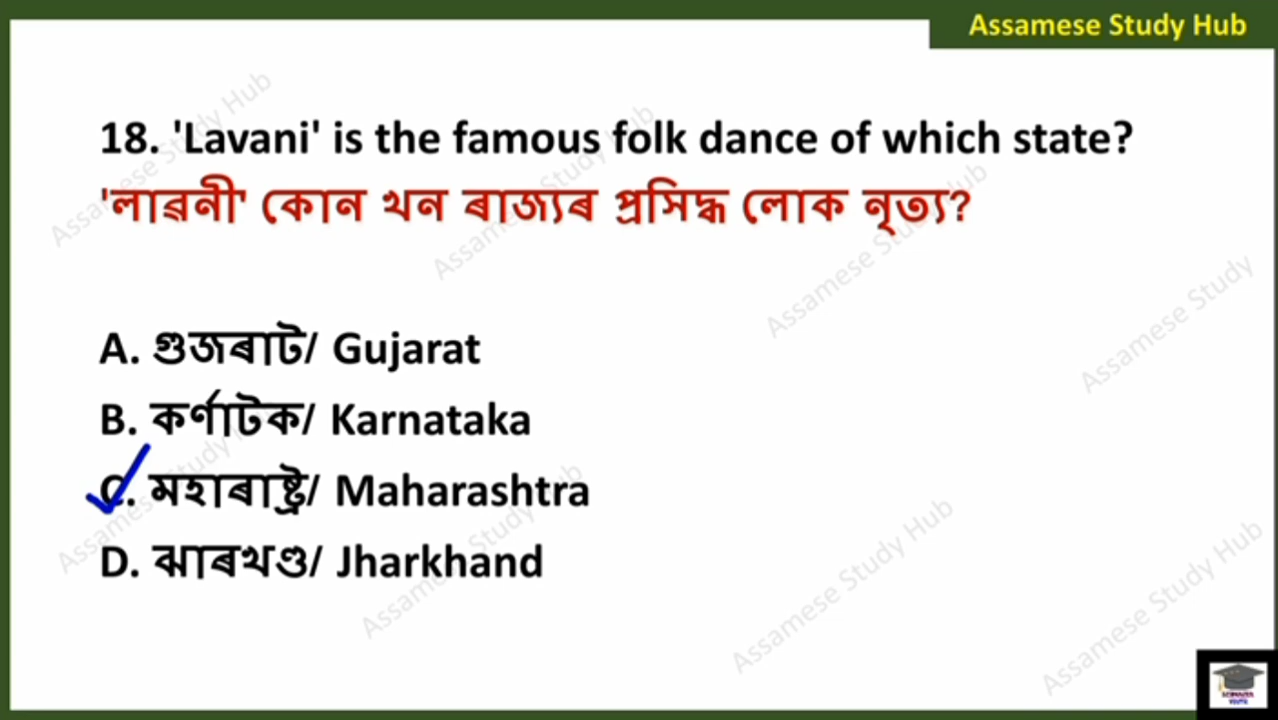 Assamese Study Hub
18. 'Lavani' is the famous folk dance of which state?
'লাৱনী' কোন খন ৰাজ্যৰ প্ৰসিদ্ধ লোক নৃত্য?
A. গুজৰাট/ Gujarat
B. কৰ্ণাটক/ Karnataka
C. মহাৰাষ্ট্ৰ/ Maharashtra
D. ঝাৰখণ্ড/ Jharkhand